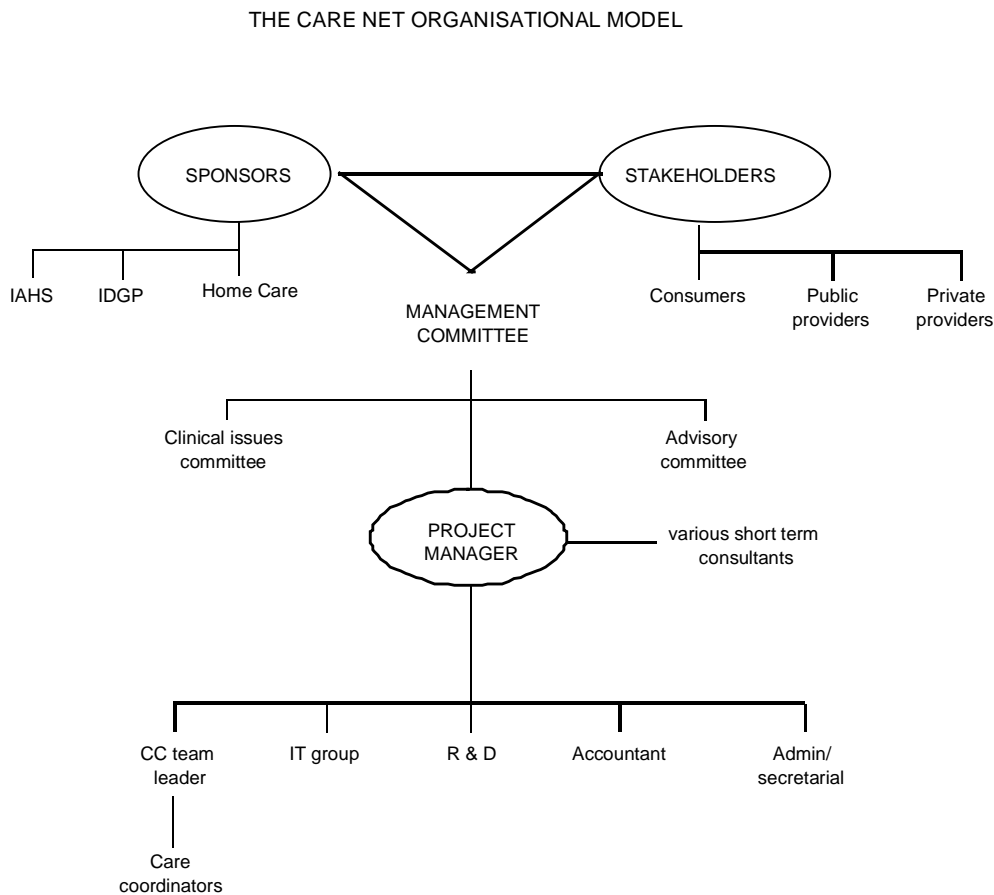 THE CARE NET ORGANISATIONAL MODEL
SPONSORS
STAKEHOLDERS
IAHS
IDGP
Home Care
Consumers
Public
providers
Private
providers
MANAGEMENT
COMMITTEE
Clinical issues
committee
Advisory
committee
PROJECT
MANAGER
various short term
consultants
CC team
leader
IT group
R & D
Accountant
Admin/
secretarial
Care
coordinators